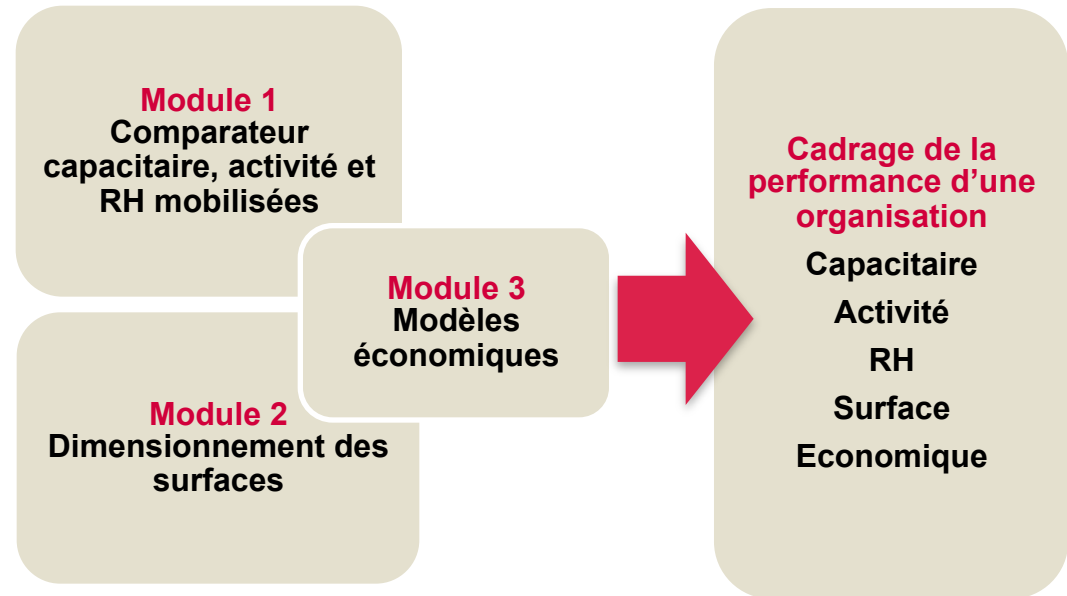 Module 1
Comparateur
capacitaire, activité et
RH mobilisées
Module 2
Dimensionnement des
surfaces
Module 3
Modèles
économiques
Cadrage de la
performance d’une
organisation
Capacitaire
Activité
RH
Surface
Economique